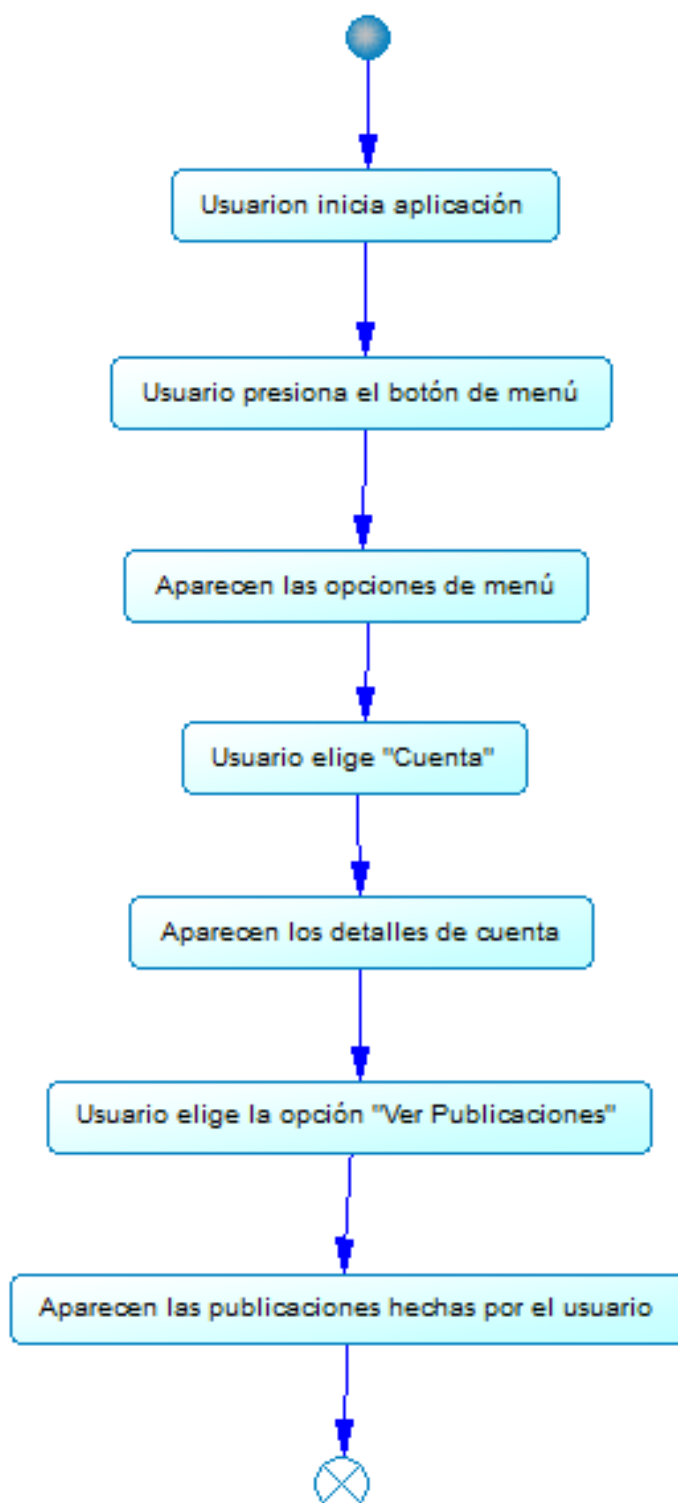 Usuarion inicia aplicación
Usuario presiona el botón de menú
Aparecen las opciones de menú
Usuario elige "Cuenta"
Aparecen los detalles de cuenta
Usuario elige la opción "Ver Publicaciones"
Aparecen las publicaciones hechas por el usuario